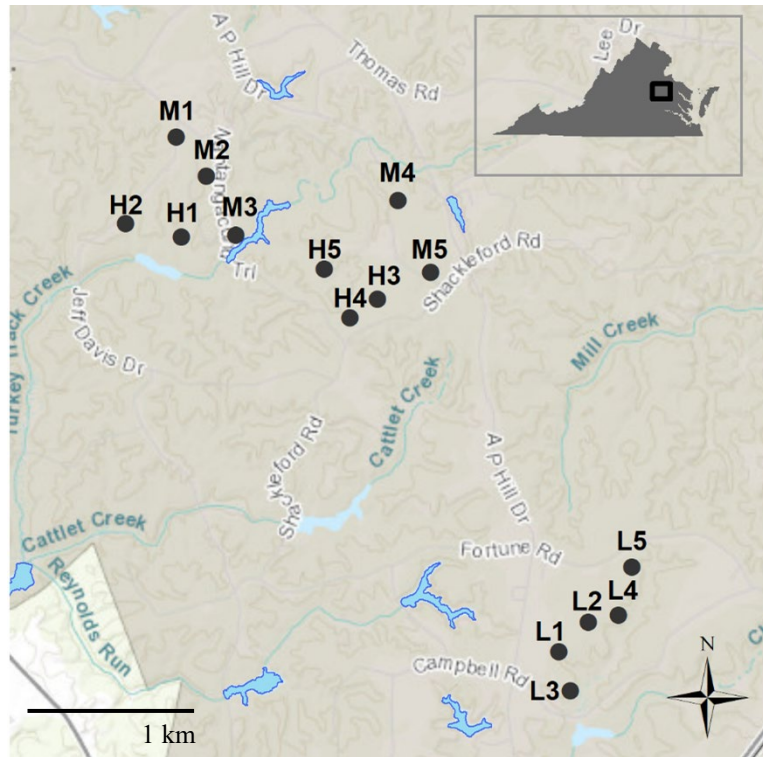 A P Hill Dr
Thomas Rd
Lee Dr
M1
M2
M4
H2
H1
M3
Trl
H5
H3
M5
H4
Shackleford Rd
Turkey Track Creek
Jeff Davis Dr
Mill Creek
Cattlet Creek
Shackleford Rd
A P Hill Dr
Cattlet Creek
Fortune Rd
Reynolds Run
L5
L2
L4
L1
L3
Campbell Rd
N
1 km